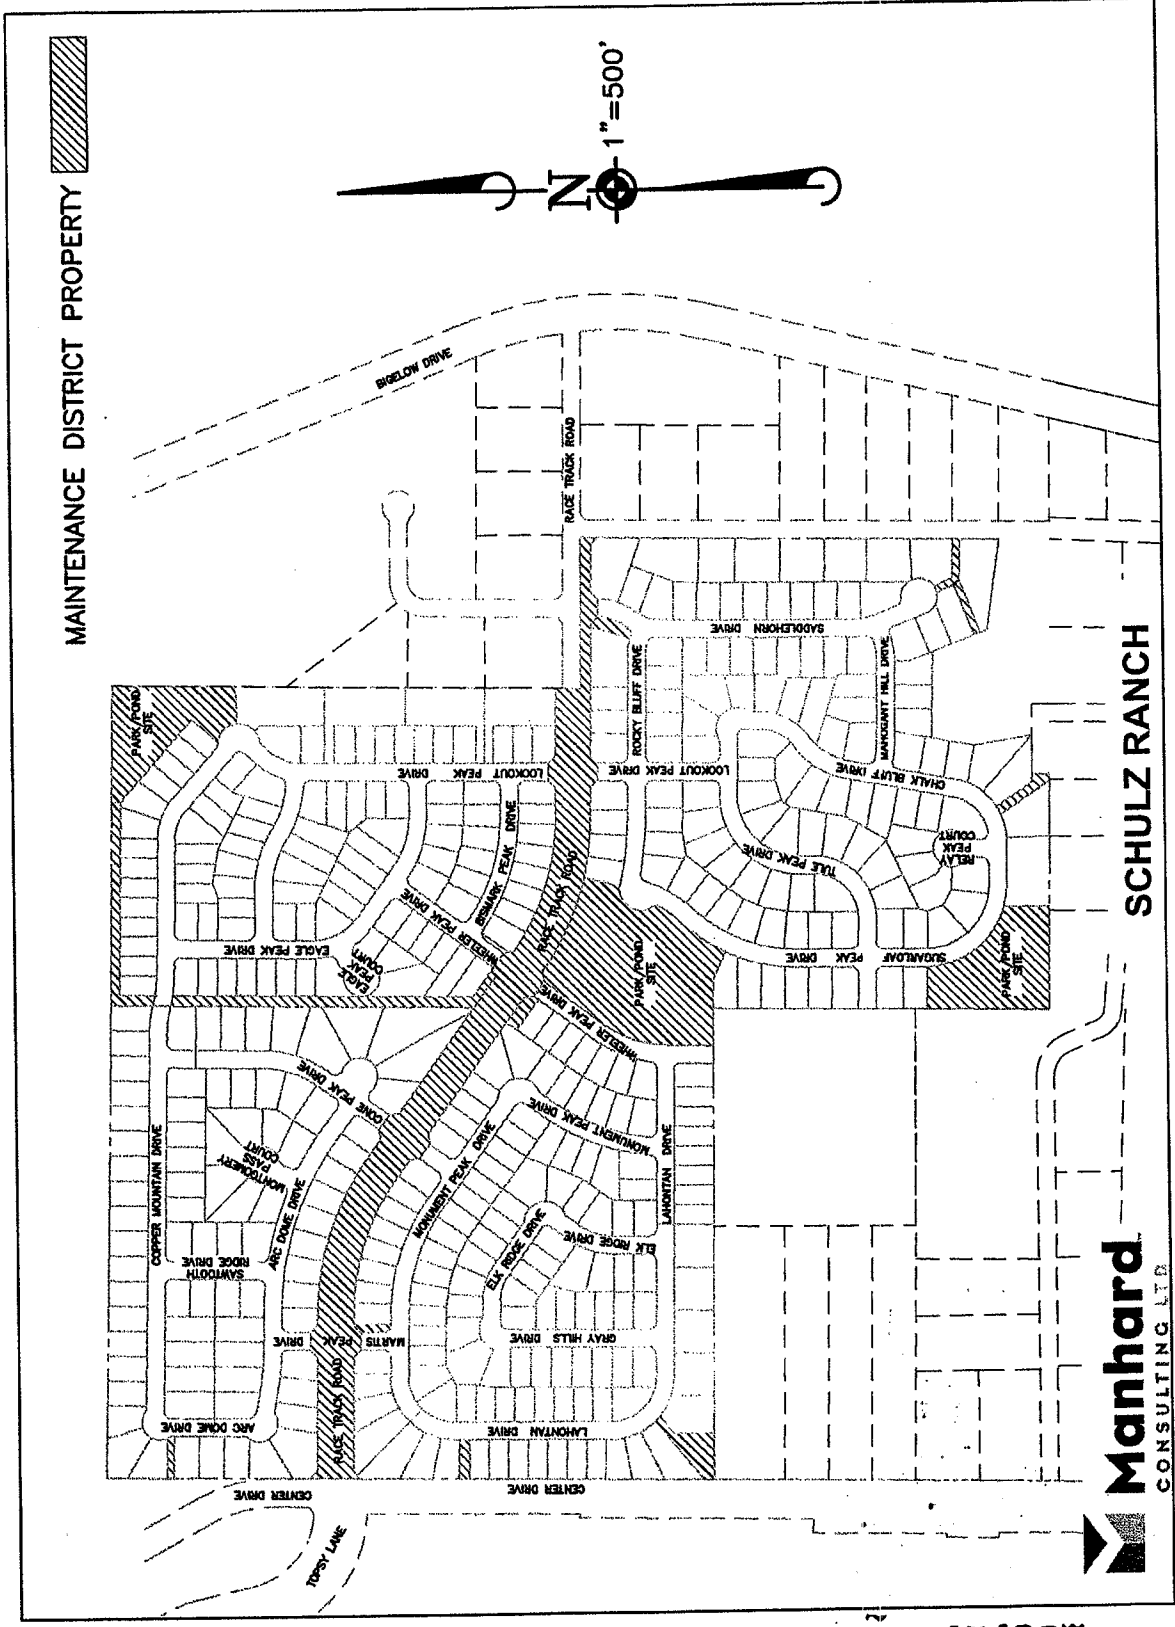 MAINTENANCE DISTRICT PROPERTY
N
1"=500'
BIGELOW DRIVE
RACE TRACK ROAD
PARK/POND
SITE
LOOKOUT PEAK DRIVE
BISMARK PEAK DRIVE
WHEELER PEAK DRIVE
EAGLE PEAK DRIVE
EAGLE
PEAK
COURT
RACE TRACK ROAD
COPPER MOUNTAIN DRIVE
CONE PEAK DRIVE
MONTGOMERY
PASS
COURT
ARC DOME DRIVE
SAWTOOTH
RIDGE DRIVE
ARC DOME DRIVE
MARTIS PEAK DRIVE
RACE TRACK ROAD
CENTER DRIVE
TOPSY LANE
CENTER DRIVE
LAHONTAN DRIVE
GRAY HILLS DRIVE
ELK RIDGE DRIVE
ELK RIDGE DRIVE
MONUMENT PEAK DRIVE
MONUMENT PEAK DRIVE
LAHONTAN DRIVE
WHEELER PEAK DRIVE
PARK/POND
SITE
ROCKY BLUFF DRIVE
SADDLEHORN DRIVE
LOOKOUT PEAK DRIVE
MAHOGANT HILL DRIVE
CHALK BLUFF DRIVE
TULE PEAK DRIVE
RELAY
PEAK
COURT
SUGARLOAF PEAK DRIVE
PARK/POND
SITE
SCHULZ RANCH
Manhard
CONSULTING LTD